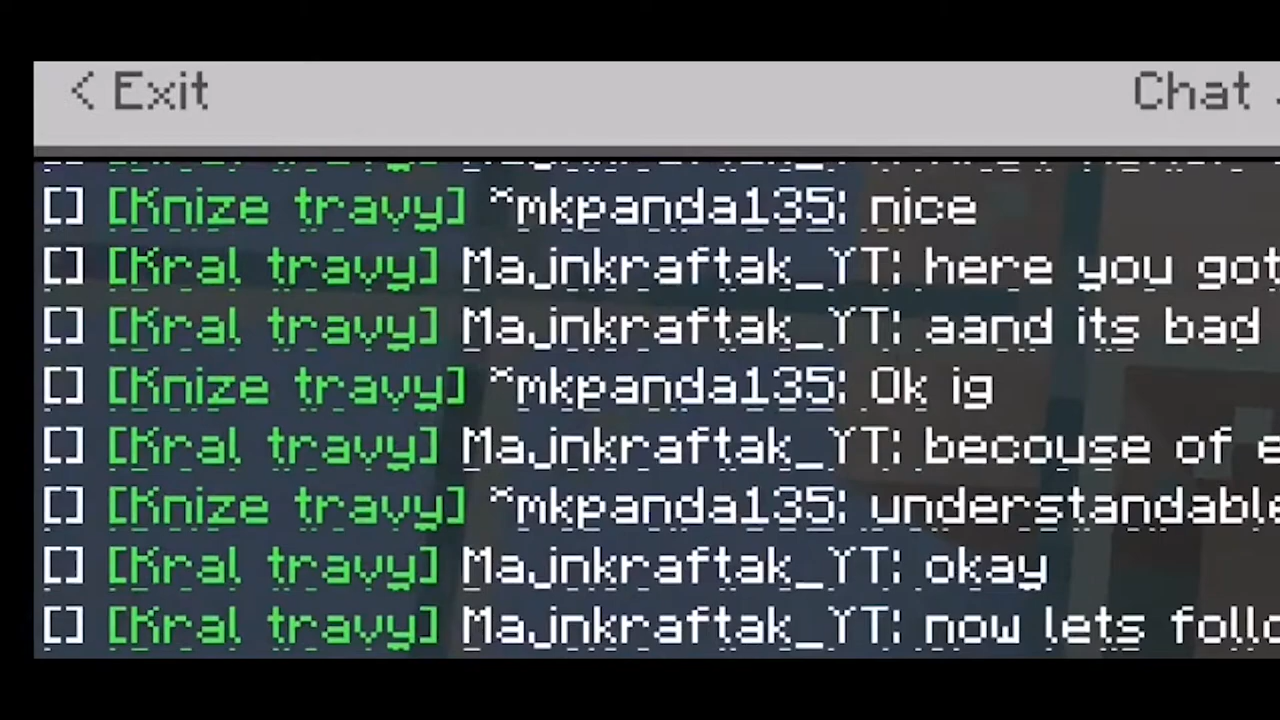 < Exit
Chat
[] [Knize travy] *mkpanda135: nice
[] [Kral travy] Majnkraftak_YT: here you got
[] [Kral travy] Majnkraftak_YT: aand its bad
[] [Knize travy] *mkpanda135: Ok ig
[] [Kral travy] Majnkraftak_YT: becouyse of
[] [Knize travy] *mkpanda135: understandable
[] [Kral travy] Majnkraftak_YT: okay
[] [Kral travy] Majnkraftak_YT: now lets